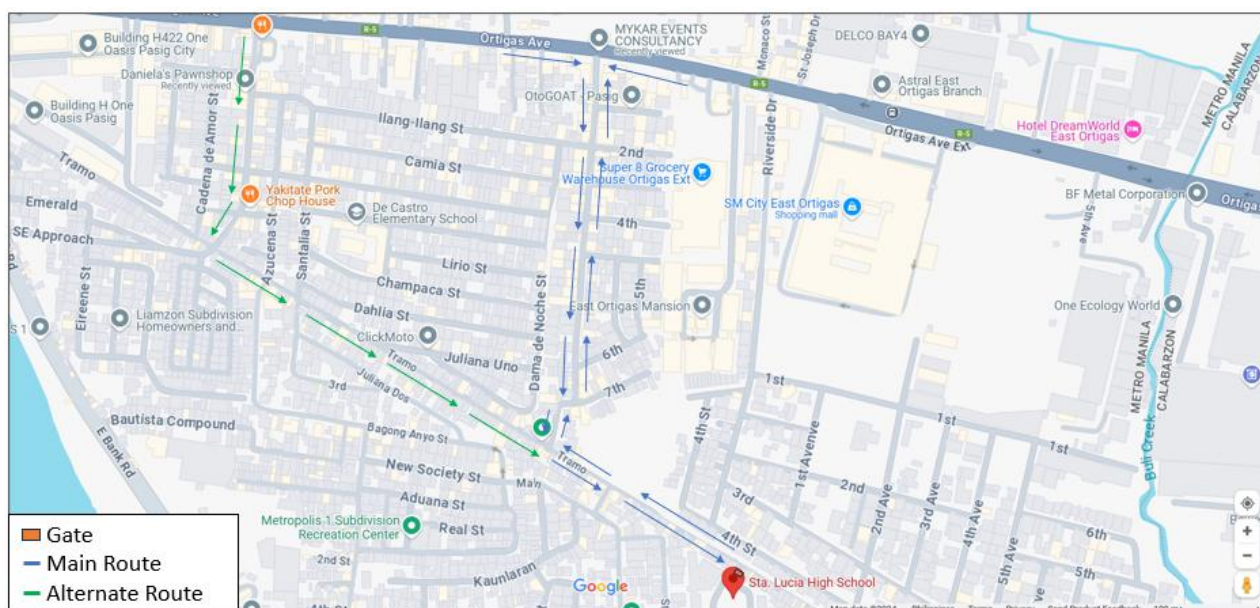 Building H422 One
Oasis Pasig City
R-5
Ortigas Ave
MYKAR EVENTS
CONSULTANCY
Recently viewed
Monaco St
St Joseph Dr
DELCO BAY4
METRO MANILA
CALABARZON
Daniela's Pawnshop
Recently viewed
Building H One
Oasis Pasig
Cadena de Amor St
OtoGOAT - Pasig
R-5
Astral East
Ortigas Branch
Riverside Dr
Ilang-Ilang St
2nd
Ortigas Ave Ext
R-5
Hotel DreamWorld
East Ortigas
Tramo
Camia St
Super 8 Grocery
Warehouse Ortigas Ext
BF Metal Corporation
Ortigas
Emerald
Yakitate Pork
Chop House
De Castro
Elementary School
4th
SM City East Ortigas
Shopping mall
5th Ave
SE Approach
Azucena St
Santalia St
Lirio St
Champaca St
5th
Eirene St
Liamzon Subdivision
Homeowners and...
Dahlia St
Dama de Noche St
East Ortigas Mansion
One Ecology World
ClickMoto
Juliana Uno
6th
METRO MANILA
CALABARZON
Tramo
Juliana Dos
3rd
7th
1st
1st
Bautista Compound
Bagong Anyo St
4th St
1st Avenue
Buli Creek
E Bank Rd
New Society St
Main
Tramo
Aduana St
3rd
2nd
2nd Ave
3rd Ave
4th Ave
6th
Metropolis 1 Subdivision
Recreation Center
Real St
4th St
5th Ave
5th
2nd St
Kaunlaran
Google
Sta. Lucia High School
Gate
Main Route
Alternate Route